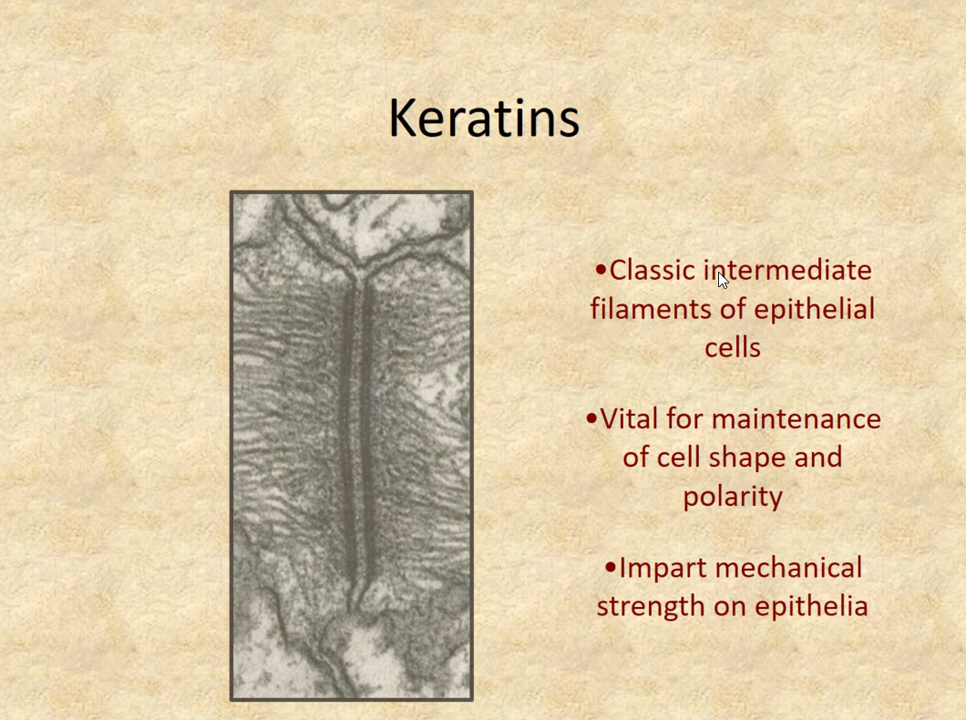 Keratins
•Classic intermediate
filaments of epithelial
cells
•Vital for maintenance
of cell shape and
polarity
•Impart mechanical
strength on epithelia